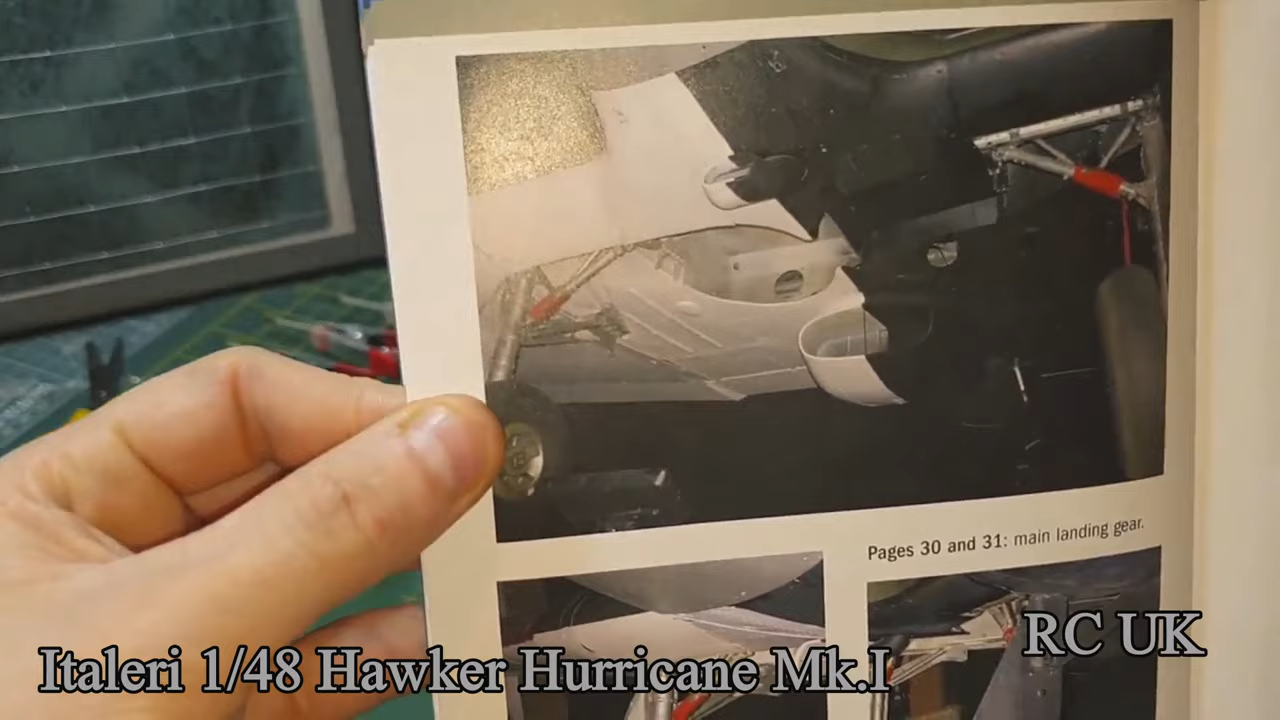 Pages 30 and 31: main landing gear.
RC UK
Italeri 1/48 Hawker Hurricane Mk.I